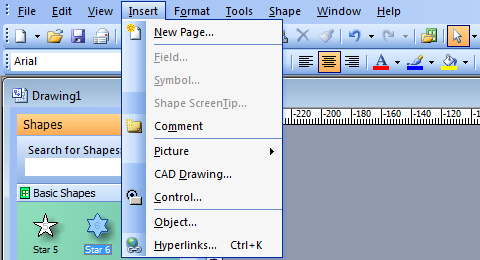 File Edit View Insert Format Tools Shape Window Help
New Page...
Arial
Field...
Symbol...
Drawing1
Shape ScreenTip...
-220 -200 -180 -160 -140 -120
Shapes
Comment
Search for Shapes:
Picture
CAD Drawing...
Basic Shapes
Control...
Object...
Star 5 Star 6
Hyperlinks... Ctrl+K